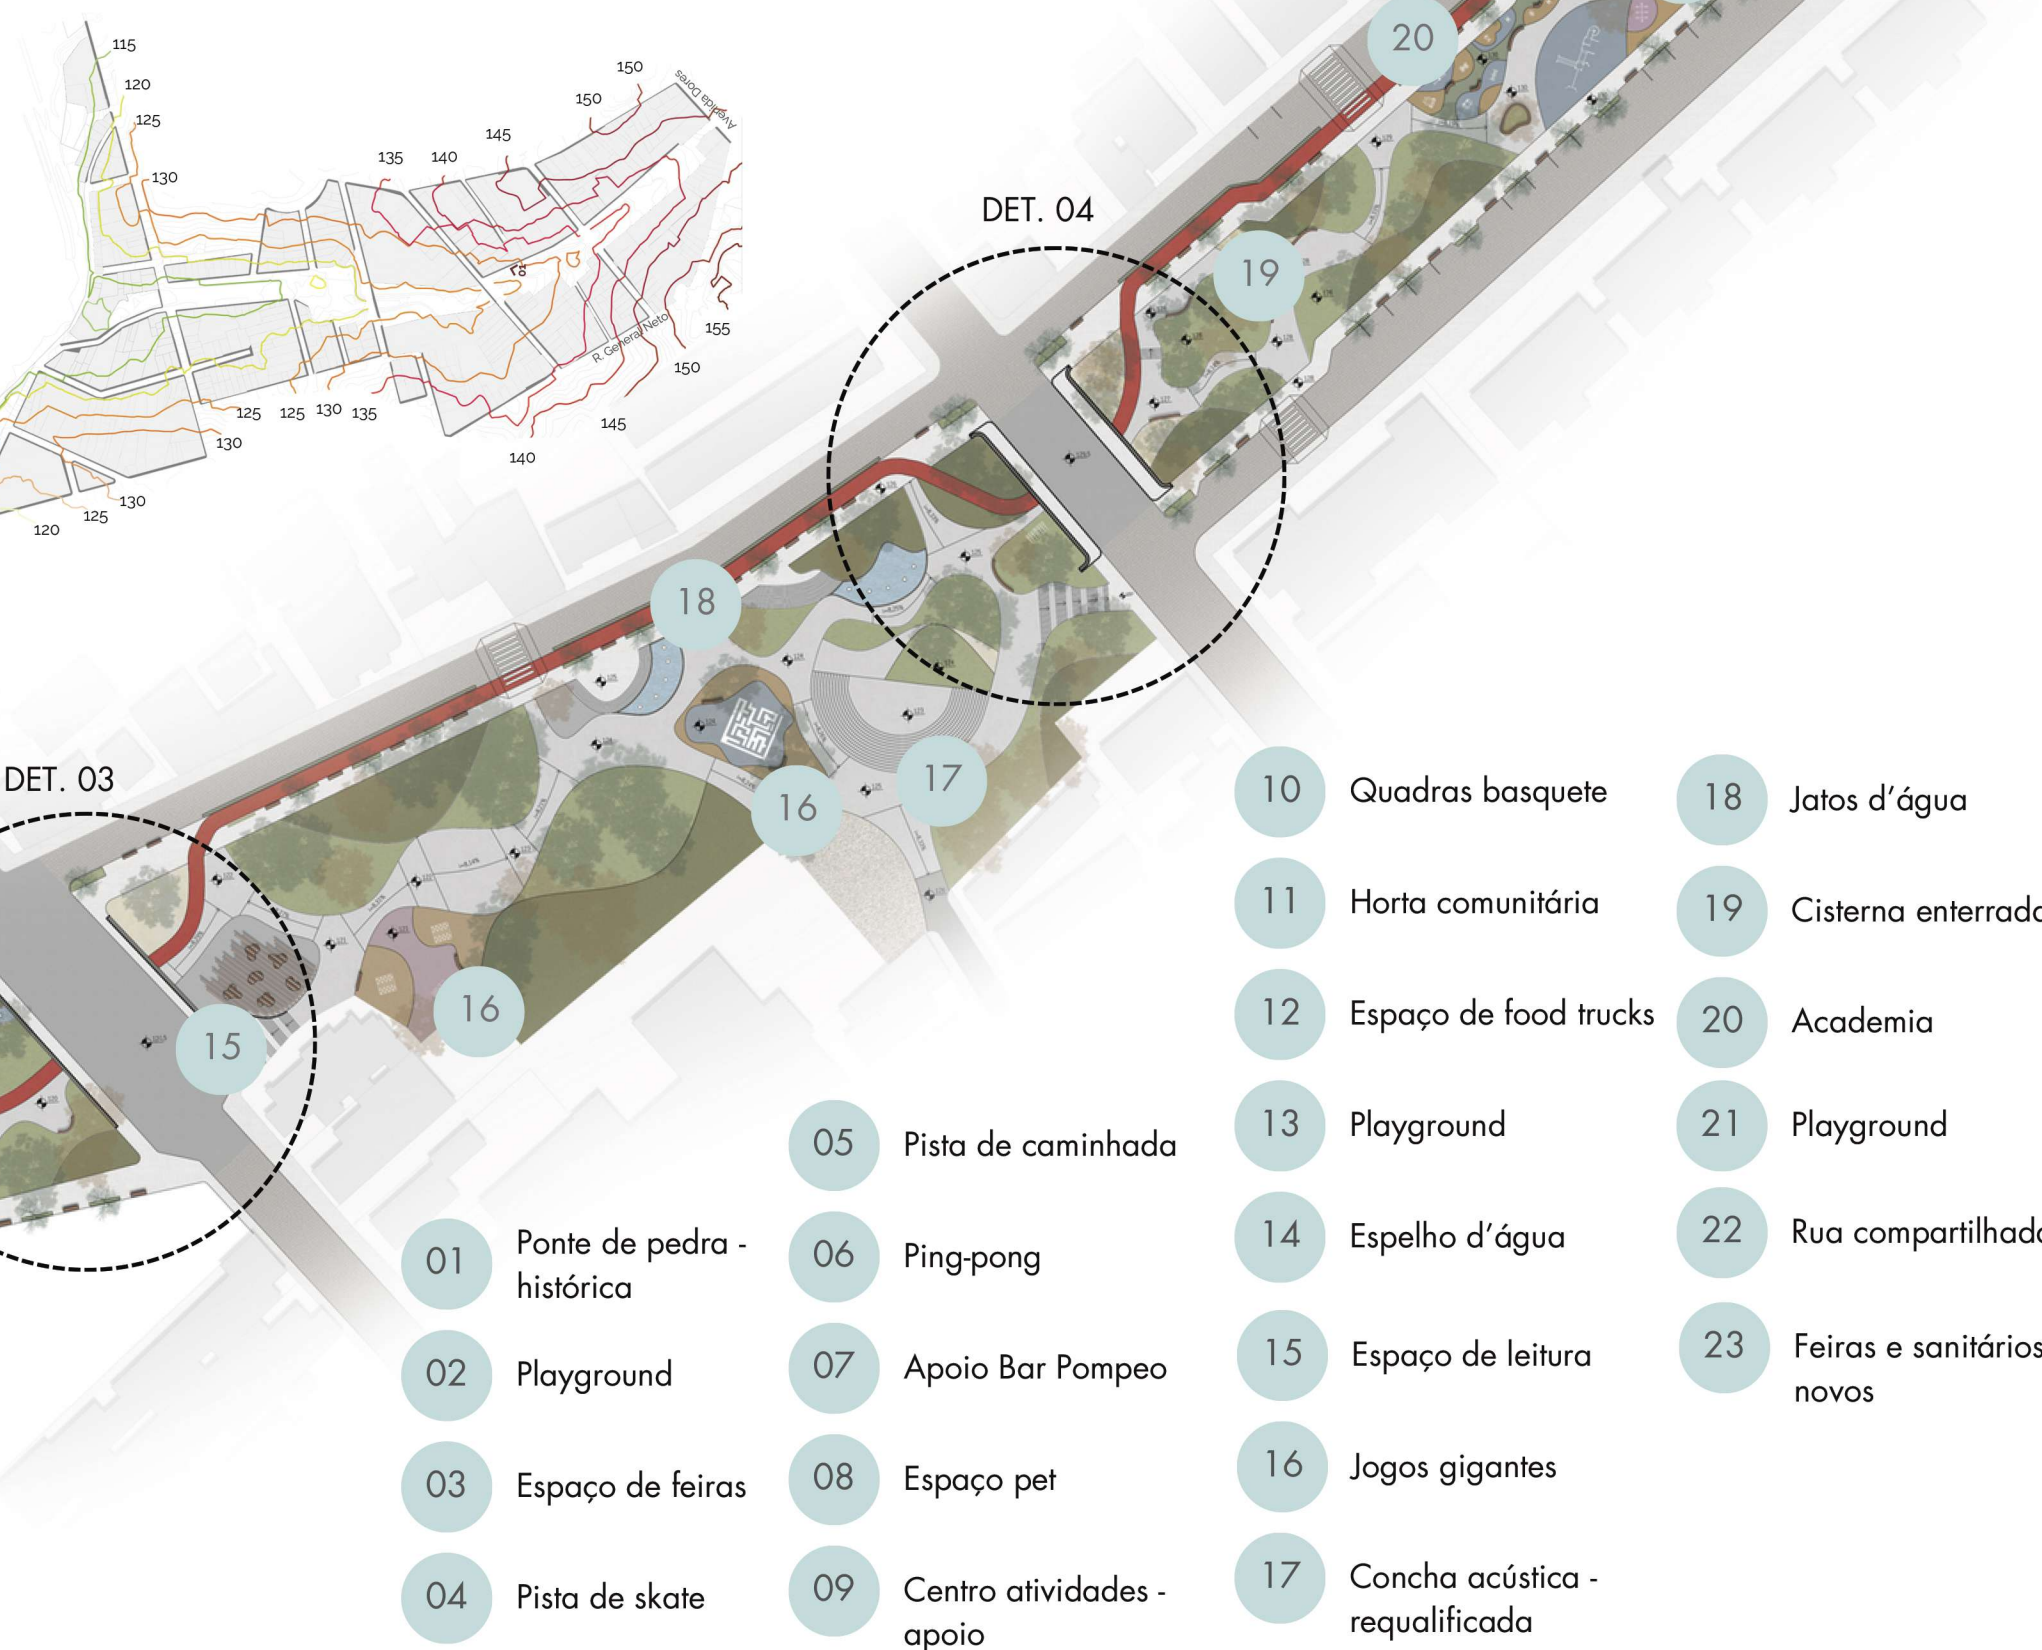 115
120
125
130
135
140
145
150
150
Avenida Dores
R. General Neto
155
150
145
140
125
125
130
135
130
130
125
120
DET. 04
DET. 03
20
19
18
17
16
16
15
01
Ponte de pedra -
histórica
02
Playground
03
Espaço de feiras
04
Pista de skate
05
Pista de caminhada
06
Ping-pong
07
Apoio Bar Pompeo
08
Espaço pet
09
Centro atividades -
apoio
10
Quadras basquete
11
Horta comunitária
12
Espaço de food trucks
13
Playground
14
Espelho d'água
15
Espaço de leitura
16
Jogos gigantes
17
Concha acústica -
requalificada
18
Jatos d'água
19
Cisterna enterrada
20
Academia
21
Playground
22
Rua compartilhada
23
Feiras e sanitários
novos